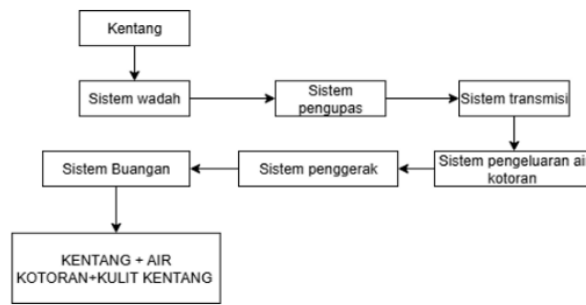 Kentang
Sistem wadah
Sistem
pengupas
Sistem transmisi
Sistem pengeluaran air
kotoran
Sistem penggerak
Sistem Buangan
KENTANG + AIR
KOTORAN+KULIT KENTANG